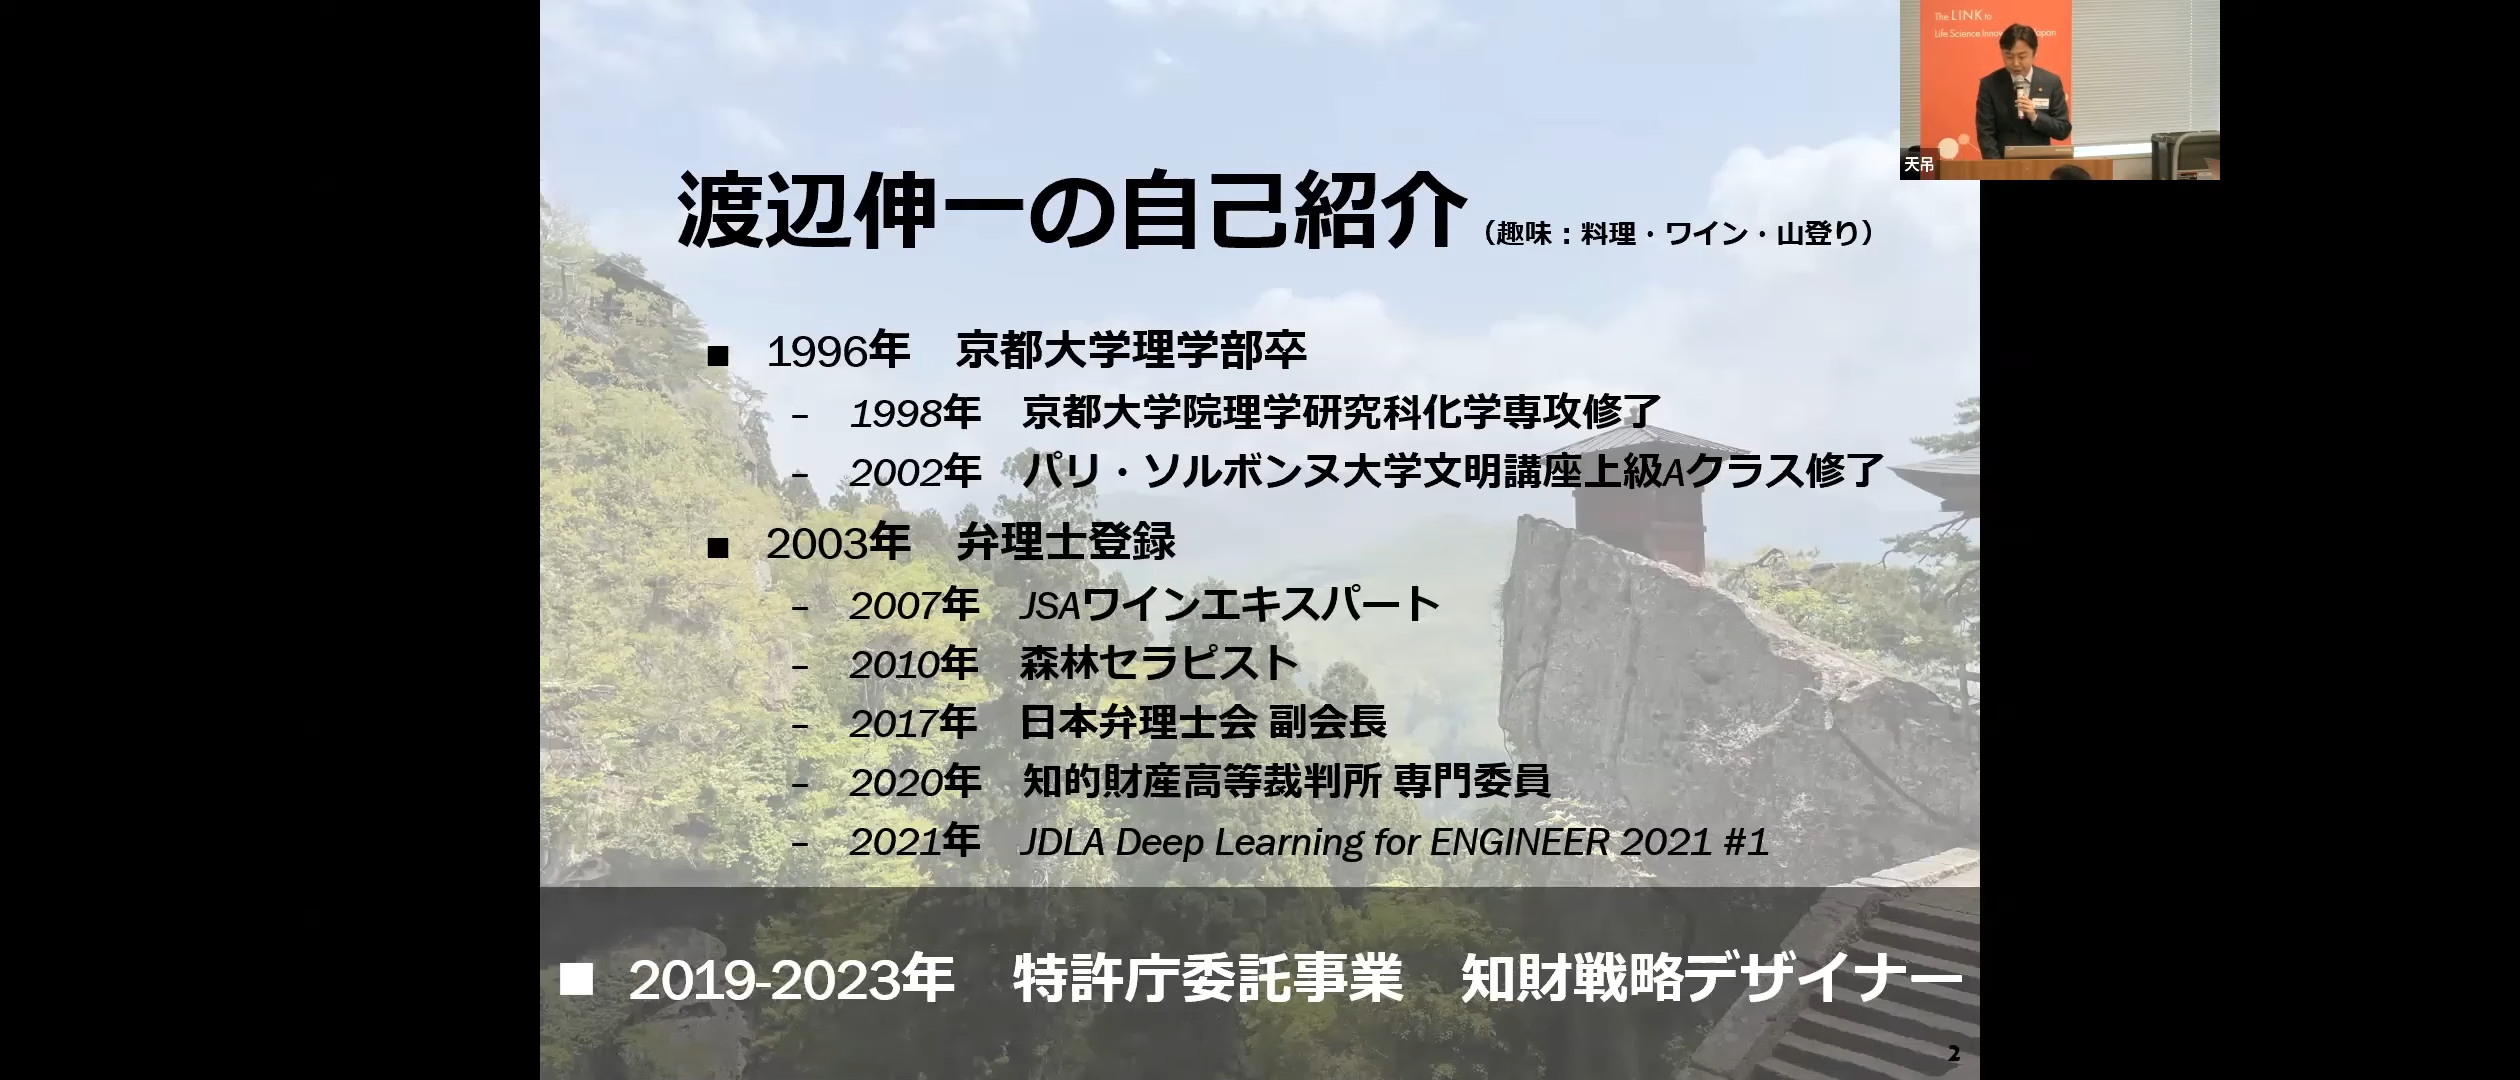 The LINK to
Life Science Innov
Japan
天吊
渡辺伸一の自己紹介（趣味：料理・ワイン・山登り）
■ 1996年　京都大学理学部卒
– 1998年　京都大学院理学研究科化学専攻修了
– 2002年　パリ・ソルボンヌ大学文明講座上級Aクラス修了
■ 2003年　弁理士登録
– 2007年　JSAワインエキスパート
– 2010年　森林セラピスト
– 2017年　日本弁理士会 副会長
– 2020年　知的財産高等裁判所 専門委員
– 2021年　JDLA Deep Learning for ENGINEER 2021 #1
■ 2019-2023年　特許庁委託事業　知財戦略デザイナー
2